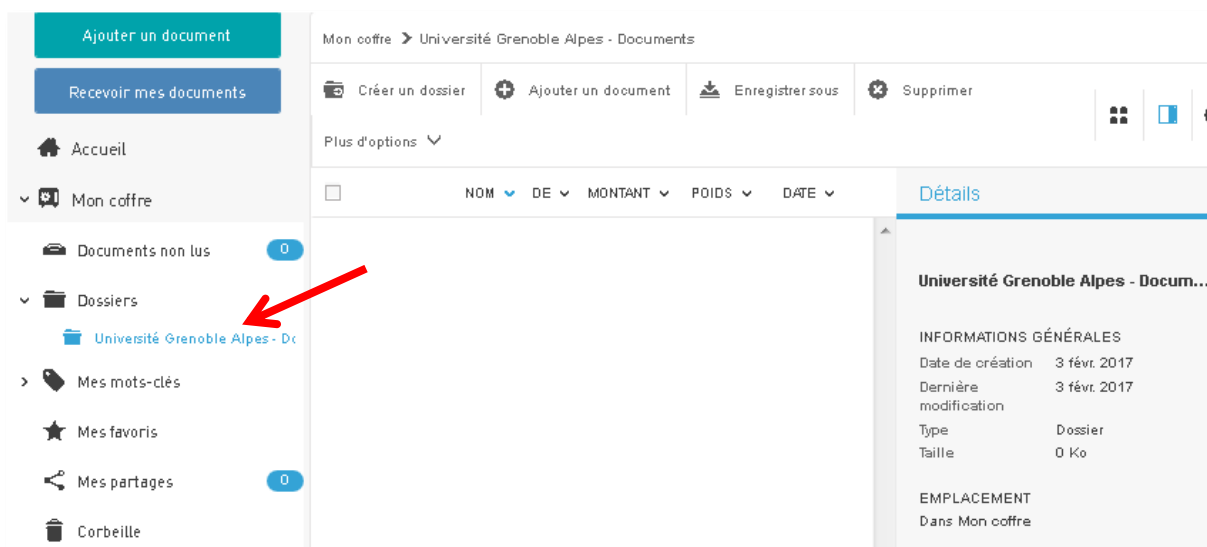 Ajouter un document
Recevoir mes documents
Accueil
Mon coffre
Documents non lus 0
Dossiers
Université Grenoble Alpes - Do
Mes mots-clés
Mes favoris
Mes partages 0
Corbeille
Mon coffre > Université Grenoble Alpes - Documents
Créer un dossier Ajouter un document Enregistrer sous Supprimer
Plus d'options
NOM DE MONTANT POIDS DATE
Détails
Université Grenoble Alpes - Docum...
INFORMATIONS GÉNÉRALES
Date de création 3 févr. 2017
Dernière 3 févr. 2017
modification
Type Dossier
Taille 0 Ko
EMPLACEMENT
Dans Mon coffre